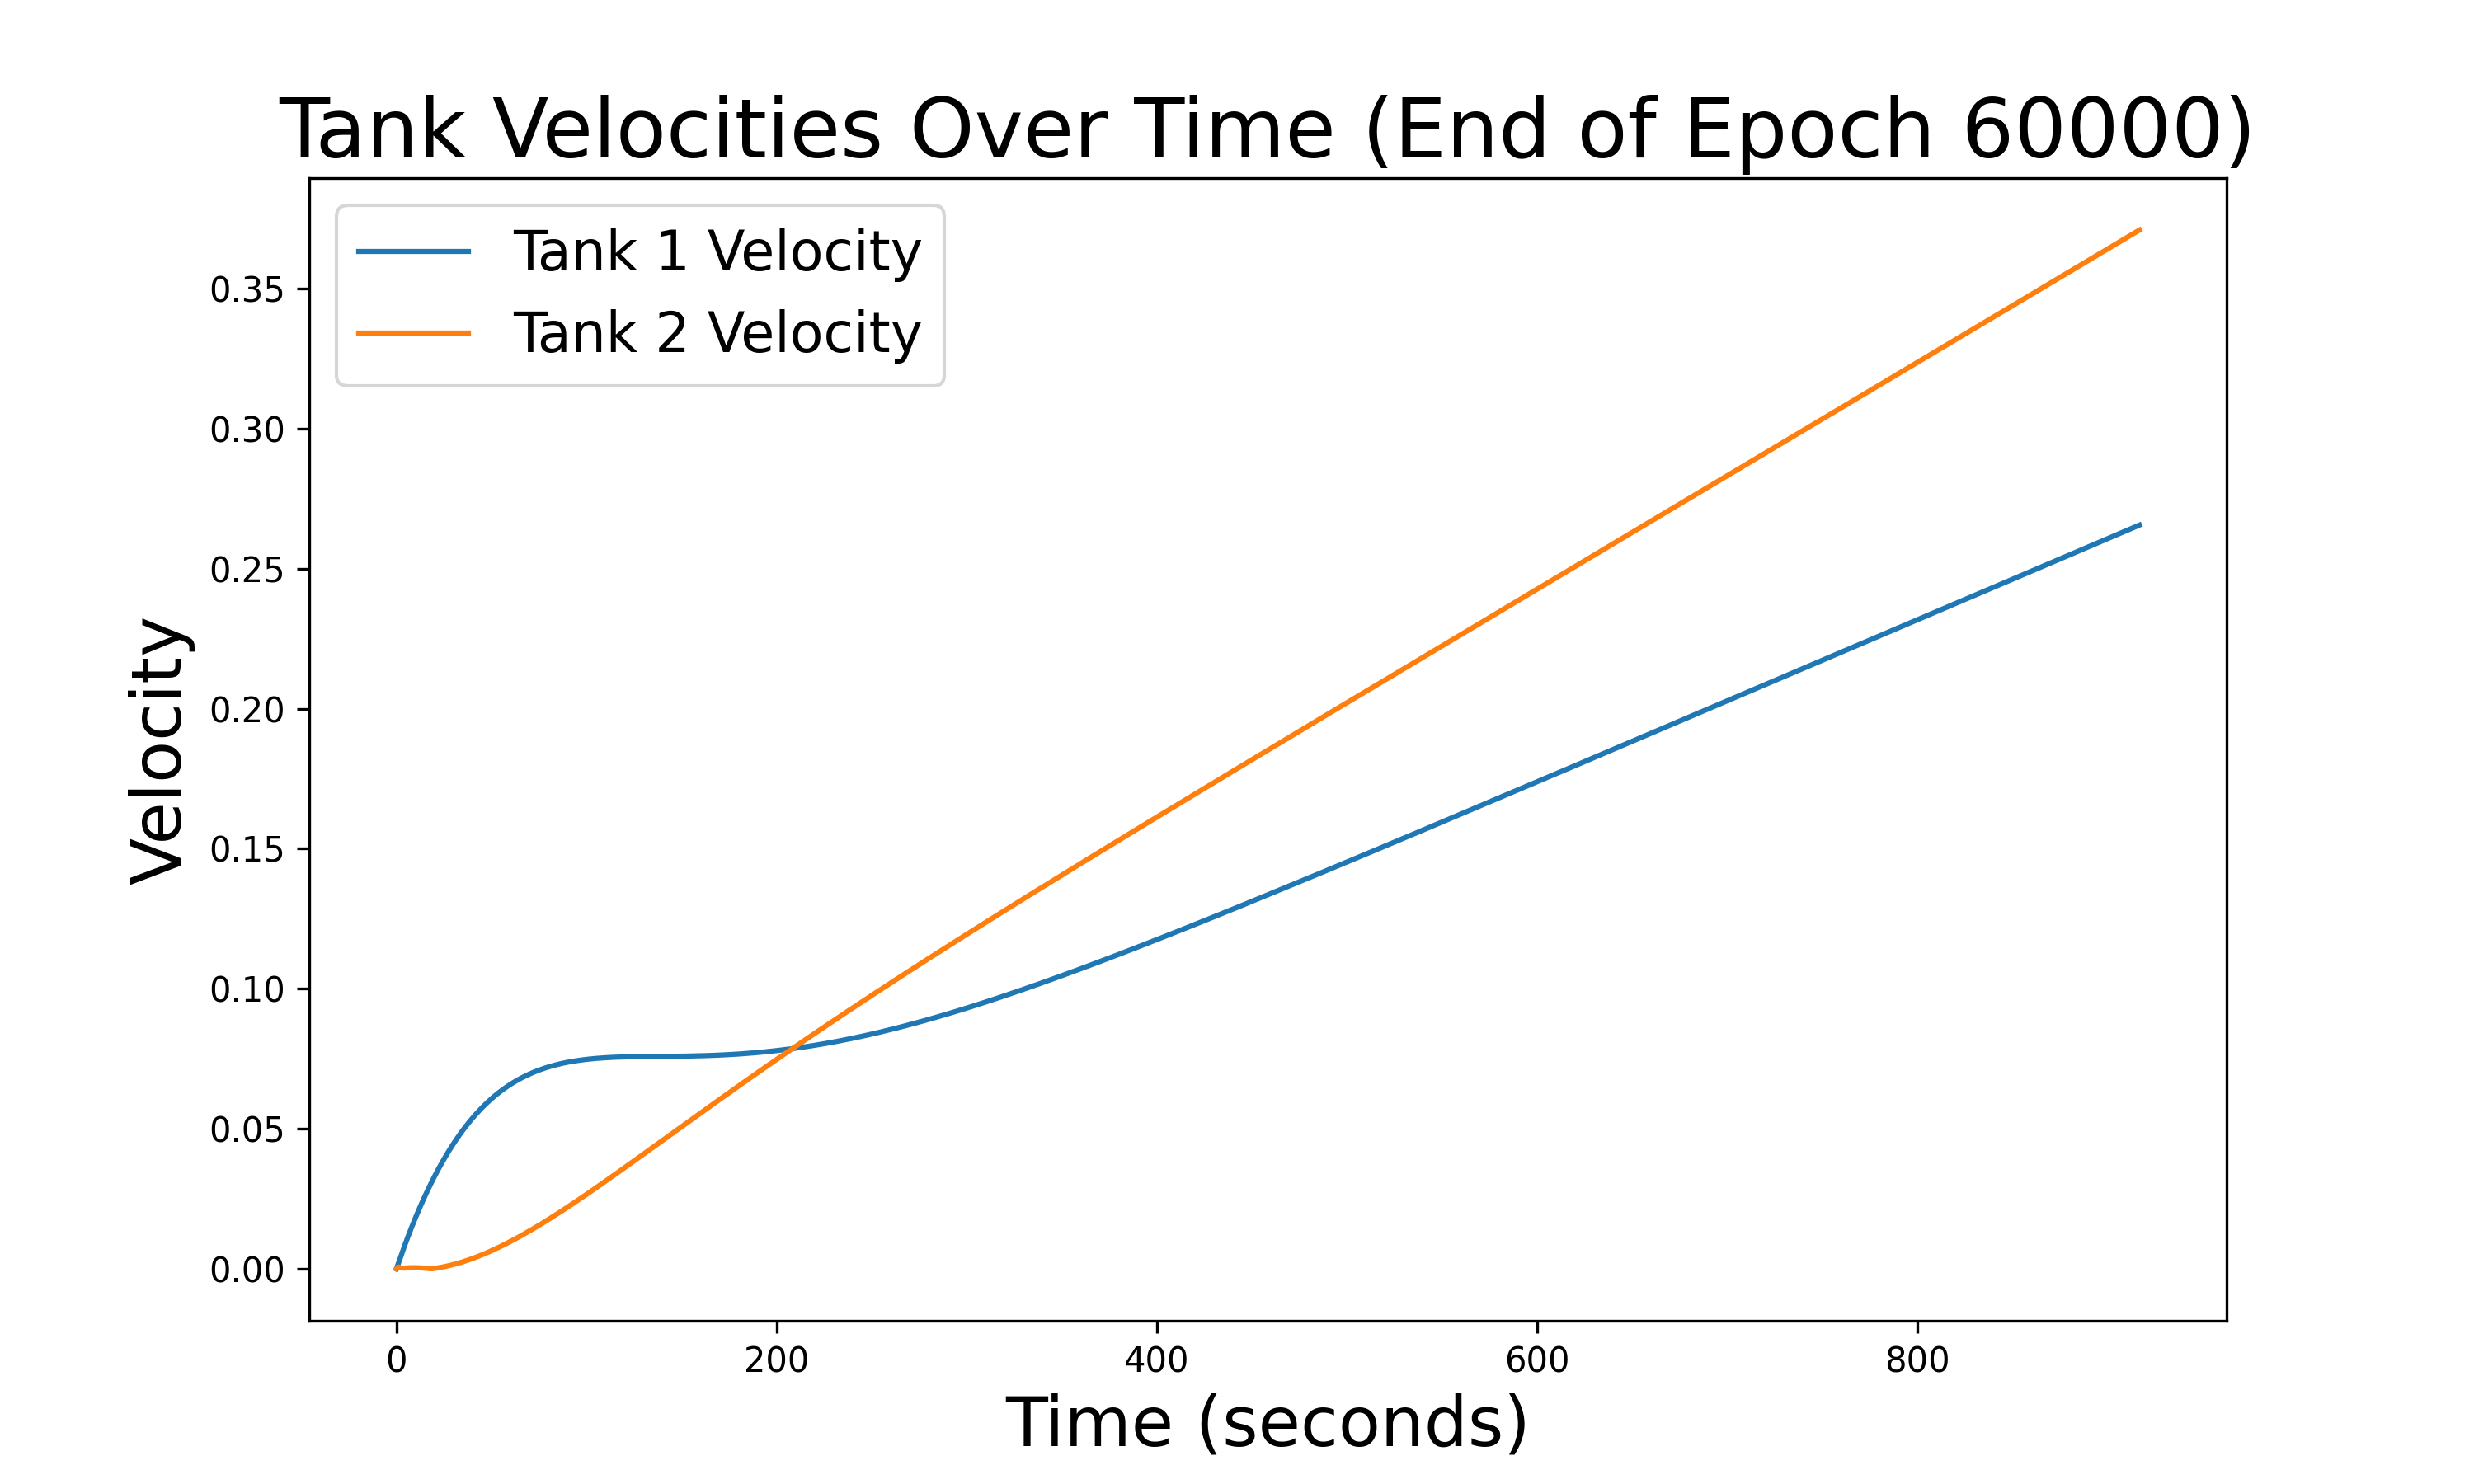 Tank Velocities Over Time (End of Epoch 60000)
Tank 1 Velocity
Tank 2 Velocity
Velocity
0.35
0.30
0.25
0.20
0.15
0.10
0.05
0.00
0 200 400 600 800
Time (seconds)